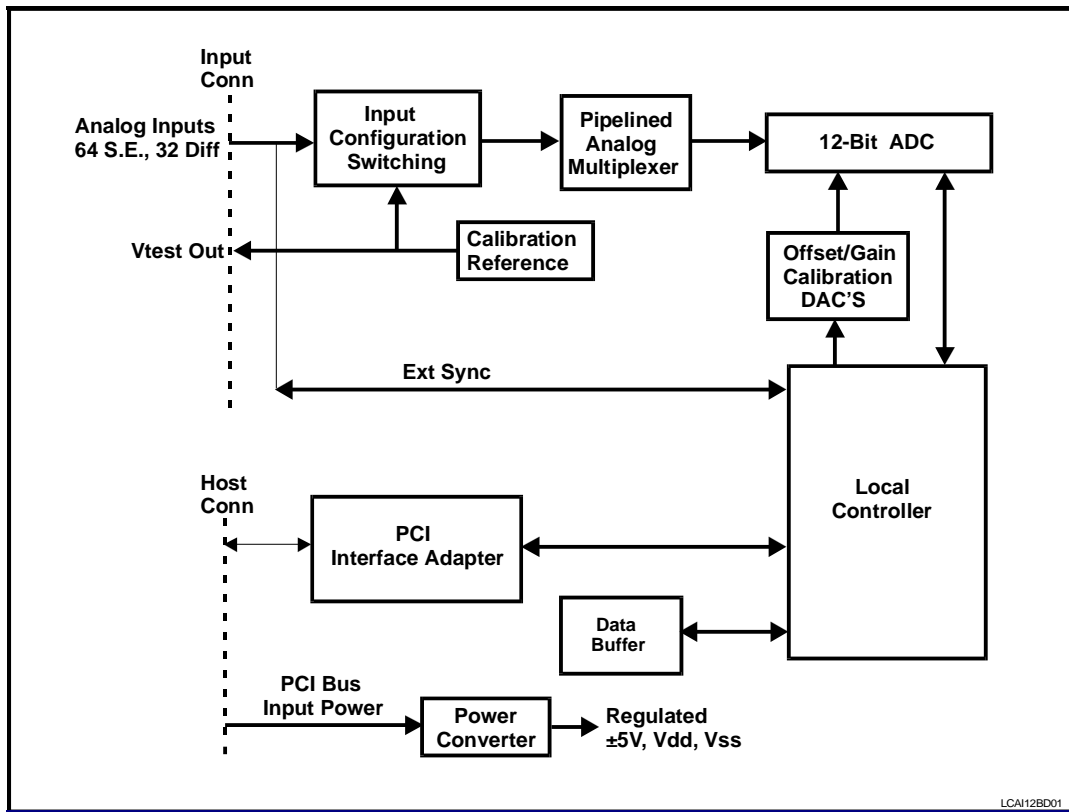 Input
Conn
Analog Inputs
64 S.E., 32 Diff
Input
Configuration
Switching
Pipelined
Analog
Multiplexer
12-Bit ADC
Vtest Out
Calibration
Reference
Offset/Gain
Calibration
DAC'S
Ext Sync
Host
Conn
PCI
Interface Adapter
Local
Controller
Data
Buffer
PCI Bus
Input Power
Power
Converter
Regulated
±5V, Vdd, Vss
LCAI12BD01